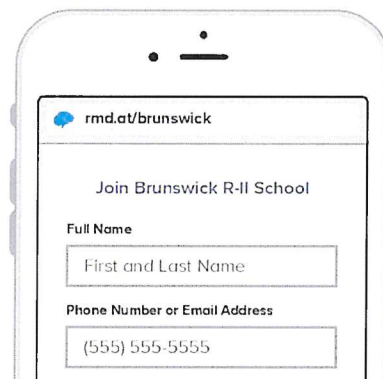 rmd.at/brunswick
Join Brunswick R-II School
Full Name
First and Last Name
Phone Number or Email Address
(555) 555-5555